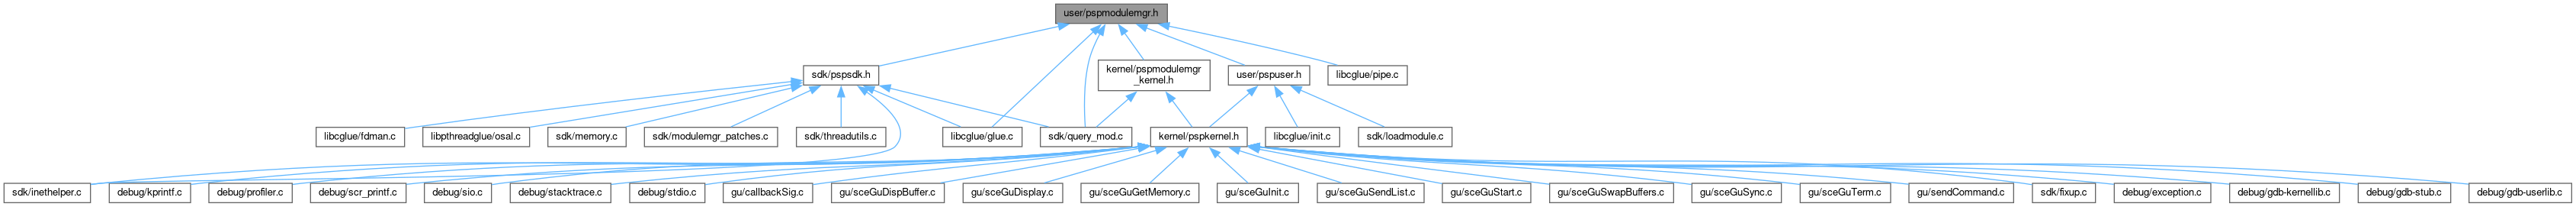 user/pspmodulemgr.h
sdk/pspsdk.h
kernel/pspmodulemgr
_kernel.h
user/pspuser.h
libcglue/pipe.c
libcglue/fdman.c
libpthreadglue/osal.c
sdk/memory.c
sdk/modulemgr_patches.c
sdk/threadutils.c
libcglue/glue.c
sdk/query_mod.c
kernel/pspkernel.h
libcglue/init.c
sdk/loadmodule.c
sdk/inethelper.c
debug/kprintf.c
debug/profiler.c
debug/scr_printf.c
debug/sio.c
debug/stacktrace.c
debug/stdio.c
gu/callbackSig.c
gu/sceGuDispBuffer.c
gu/sceGuDisplay.c
gu/sceGuGetMemory.c
gu/sceGuInit.c
gu/sceGuSendList.c
gu/sceGuStart.c
gu/sceGuSwapBuffers.c
gu/sceGuSync.c
gu/sceGuTerm.c
gu/sendCommand.c
sdk/fixup.c
debug/exception.c
debug/gdb-kernellib.c
debug/gdb-stub.c
debug/gdb-userlib.c